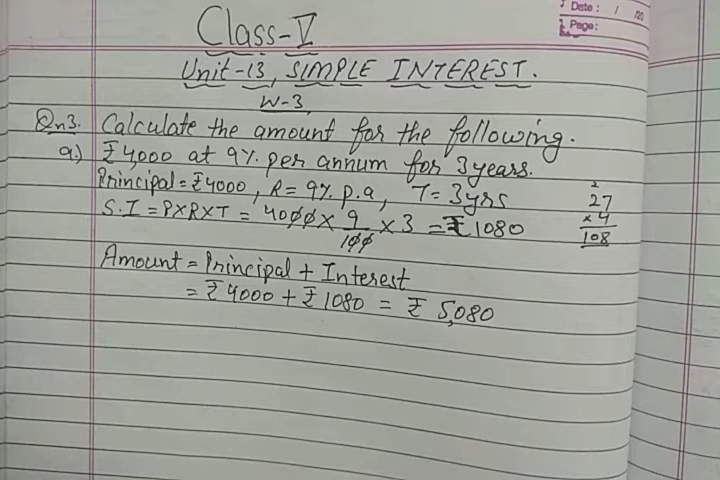 Date: / /20
Page:
Class-V
Unit-13, SIMPLE INTEREST.
W-3
Qn3. Calculate the amount for the following.
a.) ₹4,000 at 9% per annum for 3 years.
Principal = ₹4000, R = 9% p.a, T = 3yrs
S.I = P×R×T = 4000 × 9/100 × 3 = ₹1080
2
27
×4
108
Amount = Principal + Interest
= ₹4000 + ₹1080 = ₹ 5,080